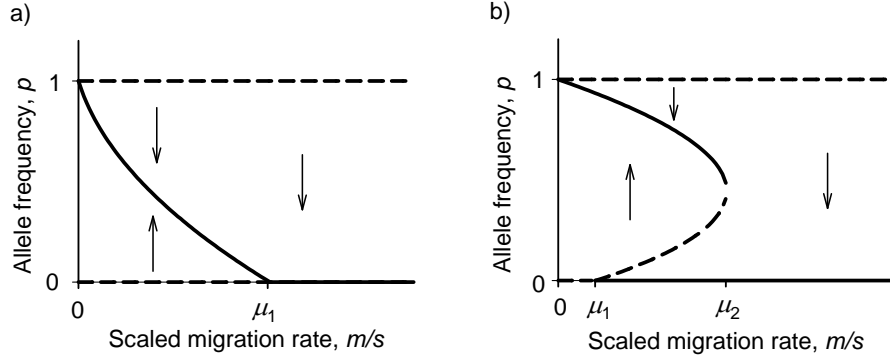 a)
Allele frequency, p
1
0
0
μ1
Scaled migration rate, m/s
b)
Allele frequency, p
1
0
0
μ1
μ2
Scaled migration rate, m/s